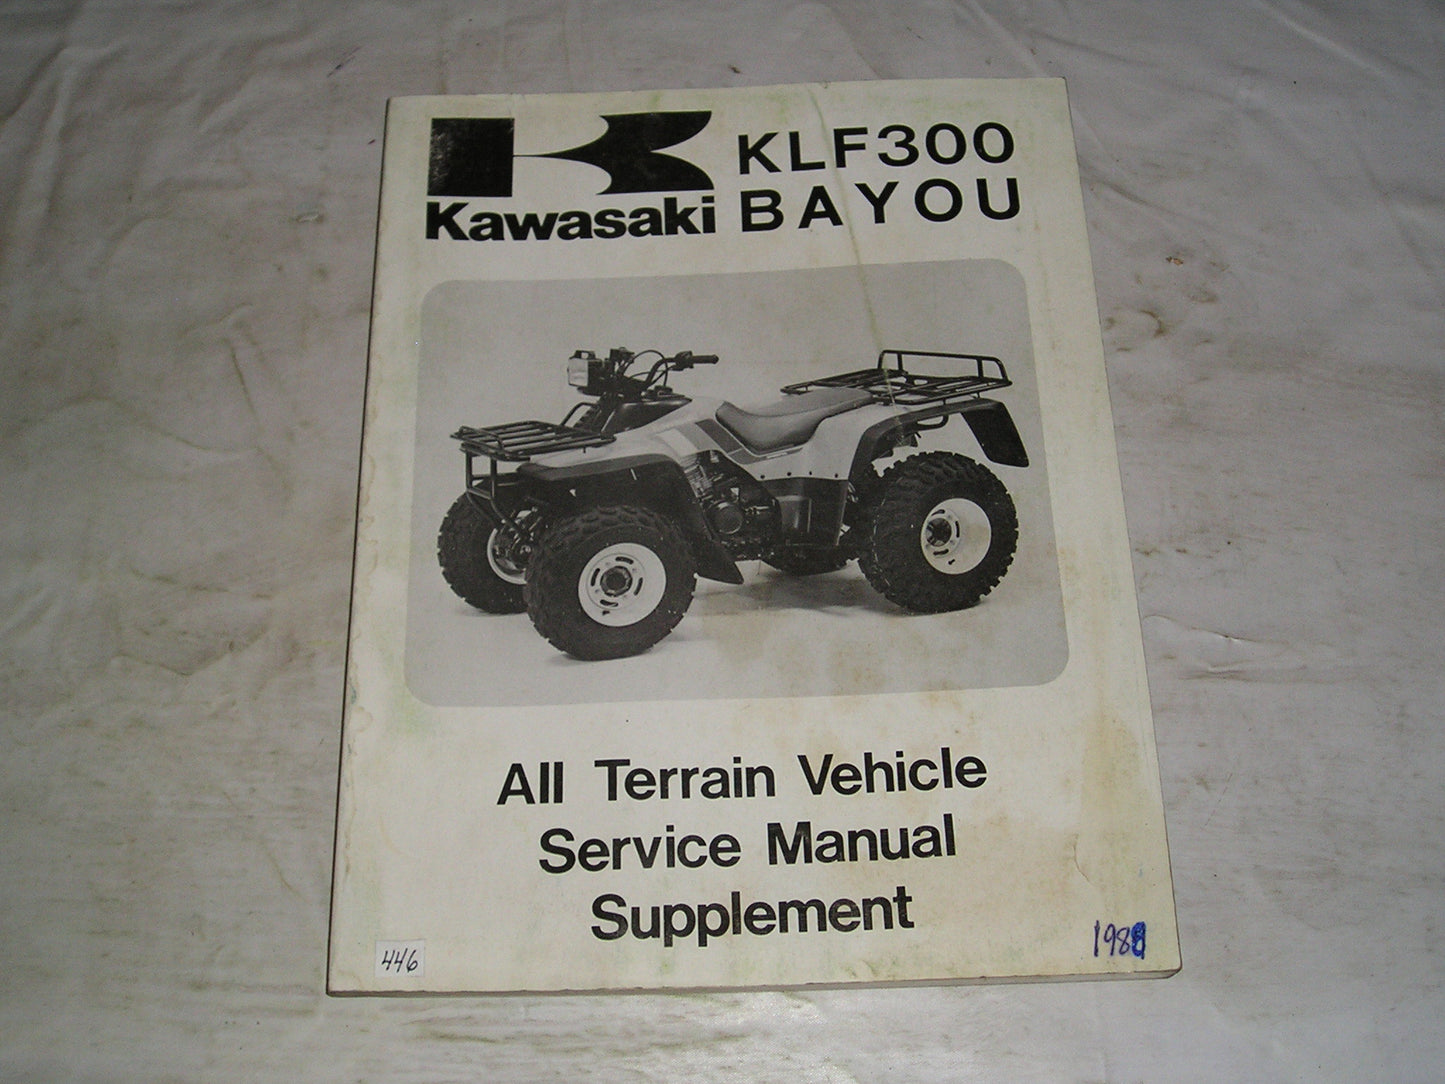 KLF300
Kawasaki BAYOU
All Terrain Vehicle
Service Manual
Supplement
446